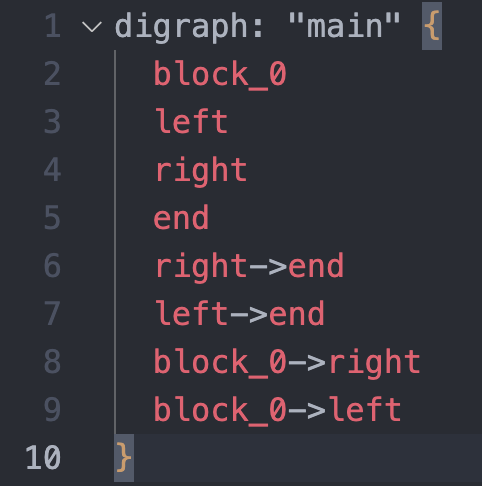 1 digraph: "main" {
2 block_0
3 left
4 right
5 end
6 right->end
7 left->end
8 block_0->right
9 block_0->left
10 }